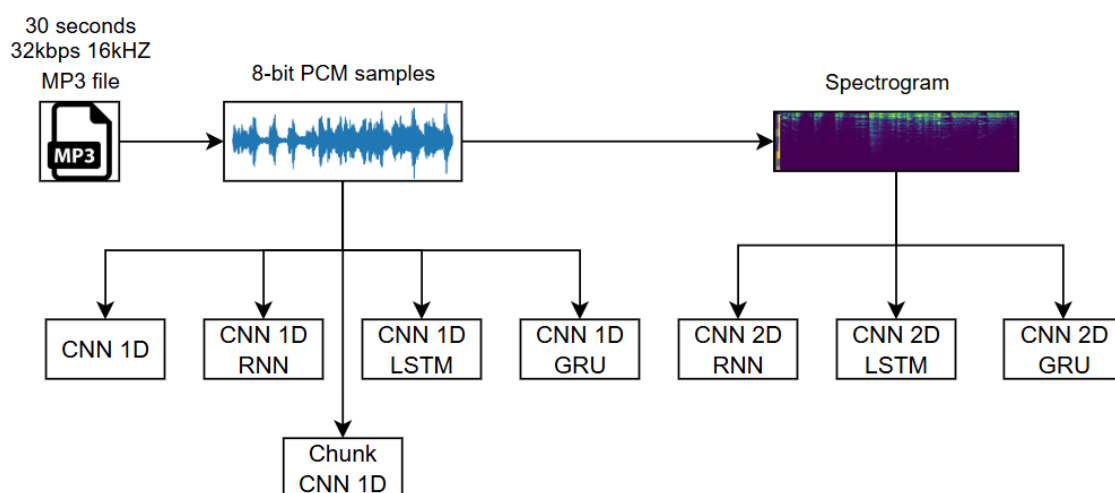 30 seconds
32kbps 16kHZ
MP3 file
MP3
8-bit PCM samples
Spectrogram
CNN 1D
CNN 1D
RNN
CNN 1D
LSTM
CNN 1D
GRU
CNN 2D
RNN
CNN 2D
LSTM
CNN 2D
GRU
Chunk
CNN 1D